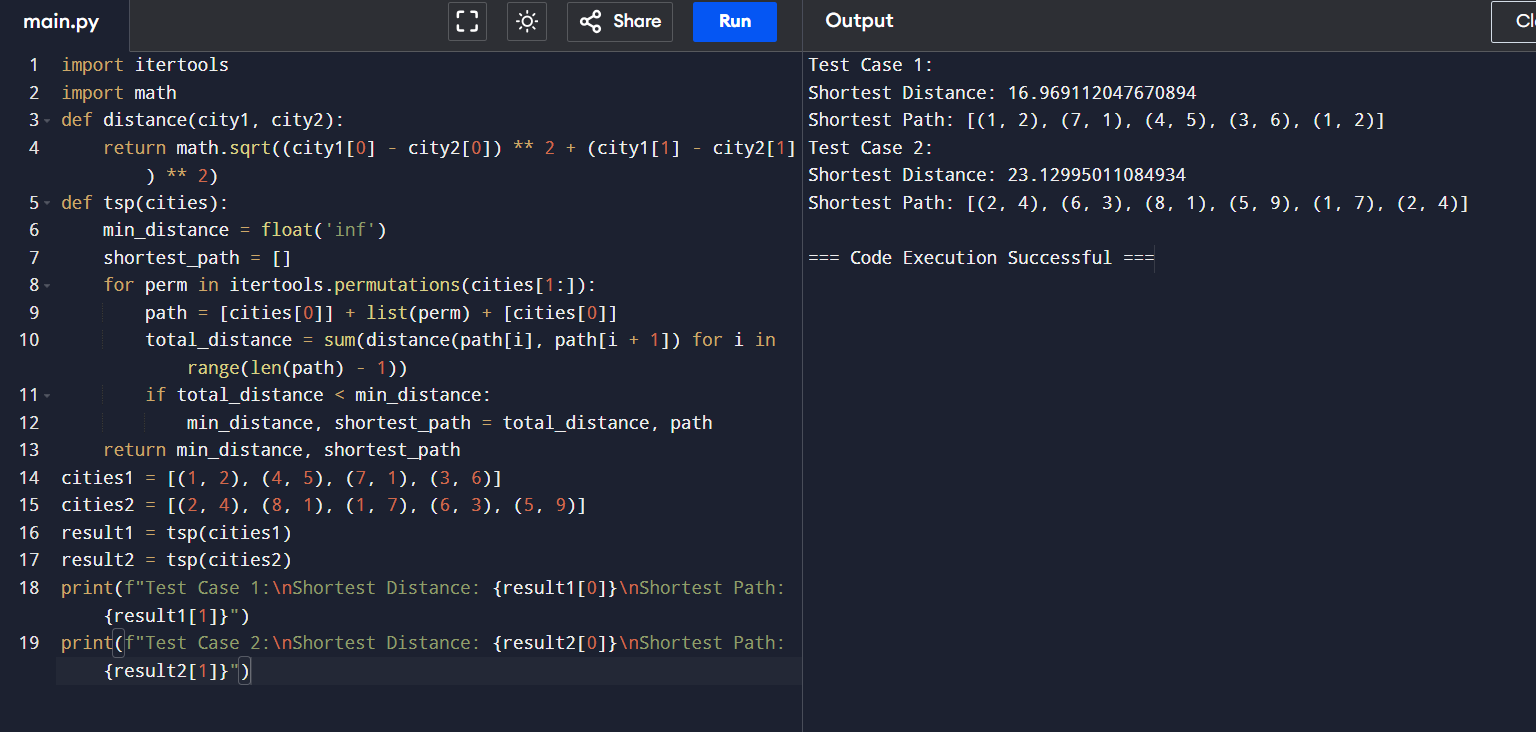 main.py
Share
Run
Output
1 import itertools
2 import math
3 def distance(city1, city2):
4     return math.sqrt((city1[0] - city2[0]) ** 2 + (city1[1] - city2[1]
        ) ** 2)
5 def tsp(cities):
6     min_distance = float('inf')
7     shortest_path = []
8     for perm in itertools.permutations(cities[1:]):
9         path = [cities[0]] + list(perm) + [cities[0]]
10         total_distance = sum(distance(path[i], path[i + 1]) for i in
            range(len(path) - 1))
11         if total_distance < min_distance:
12             min_distance, shortest_path = total_distance, path
13     return min_distance, shortest_path
14 cities1 = [(1, 2), (4, 5), (7, 1), (3, 6)]
15 cities2 = [(2, 4), (8, 1), (1, 7), (6, 3), (5, 9)]
16 result1 = tsp(cities1)
17 result2 = tsp(cities2)
18 print(f"Test Case 1:\nShortest Distance: {result1[0]}\nShortest Path:
    {result1[1]}")
19 print(f"Test Case 2:\nShortest Distance: {result2[0]}\nShortest Path:
    {result2[1]}")
Test Case 1:
Shortest Distance: 16.969112047670894
Shortest Path: [(1, 2), (7, 1), (4, 5), (3, 6), (1, 2)]
Test Case 2:
Shortest Distance: 23.12995011084934
Shortest Path: [(2, 4), (6, 3), (8, 1), (5, 9), (1, 7), (2, 4)]
=== Code Execution Successful ===